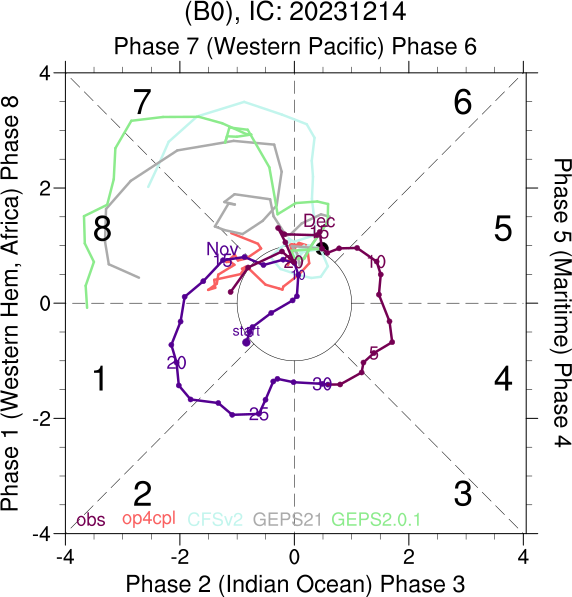 (B0), IC: 20231214
Phase 7 (Western Pacific) Phase 6
4
7
6
Phase 1 (Western Hem, Africa) Phase 8
Phase 5 (Maritime) Phase 4
2
Dec
8
5
Nov
15
20
10
10
0
start
5
20
1
4
30
25
-2
2
3
obs op4cpl CFSv2 GEPS21 GEPS2.0.1
-4
-4 -2 0 2 4
Phase 2 (Indian Ocean) Phase 3